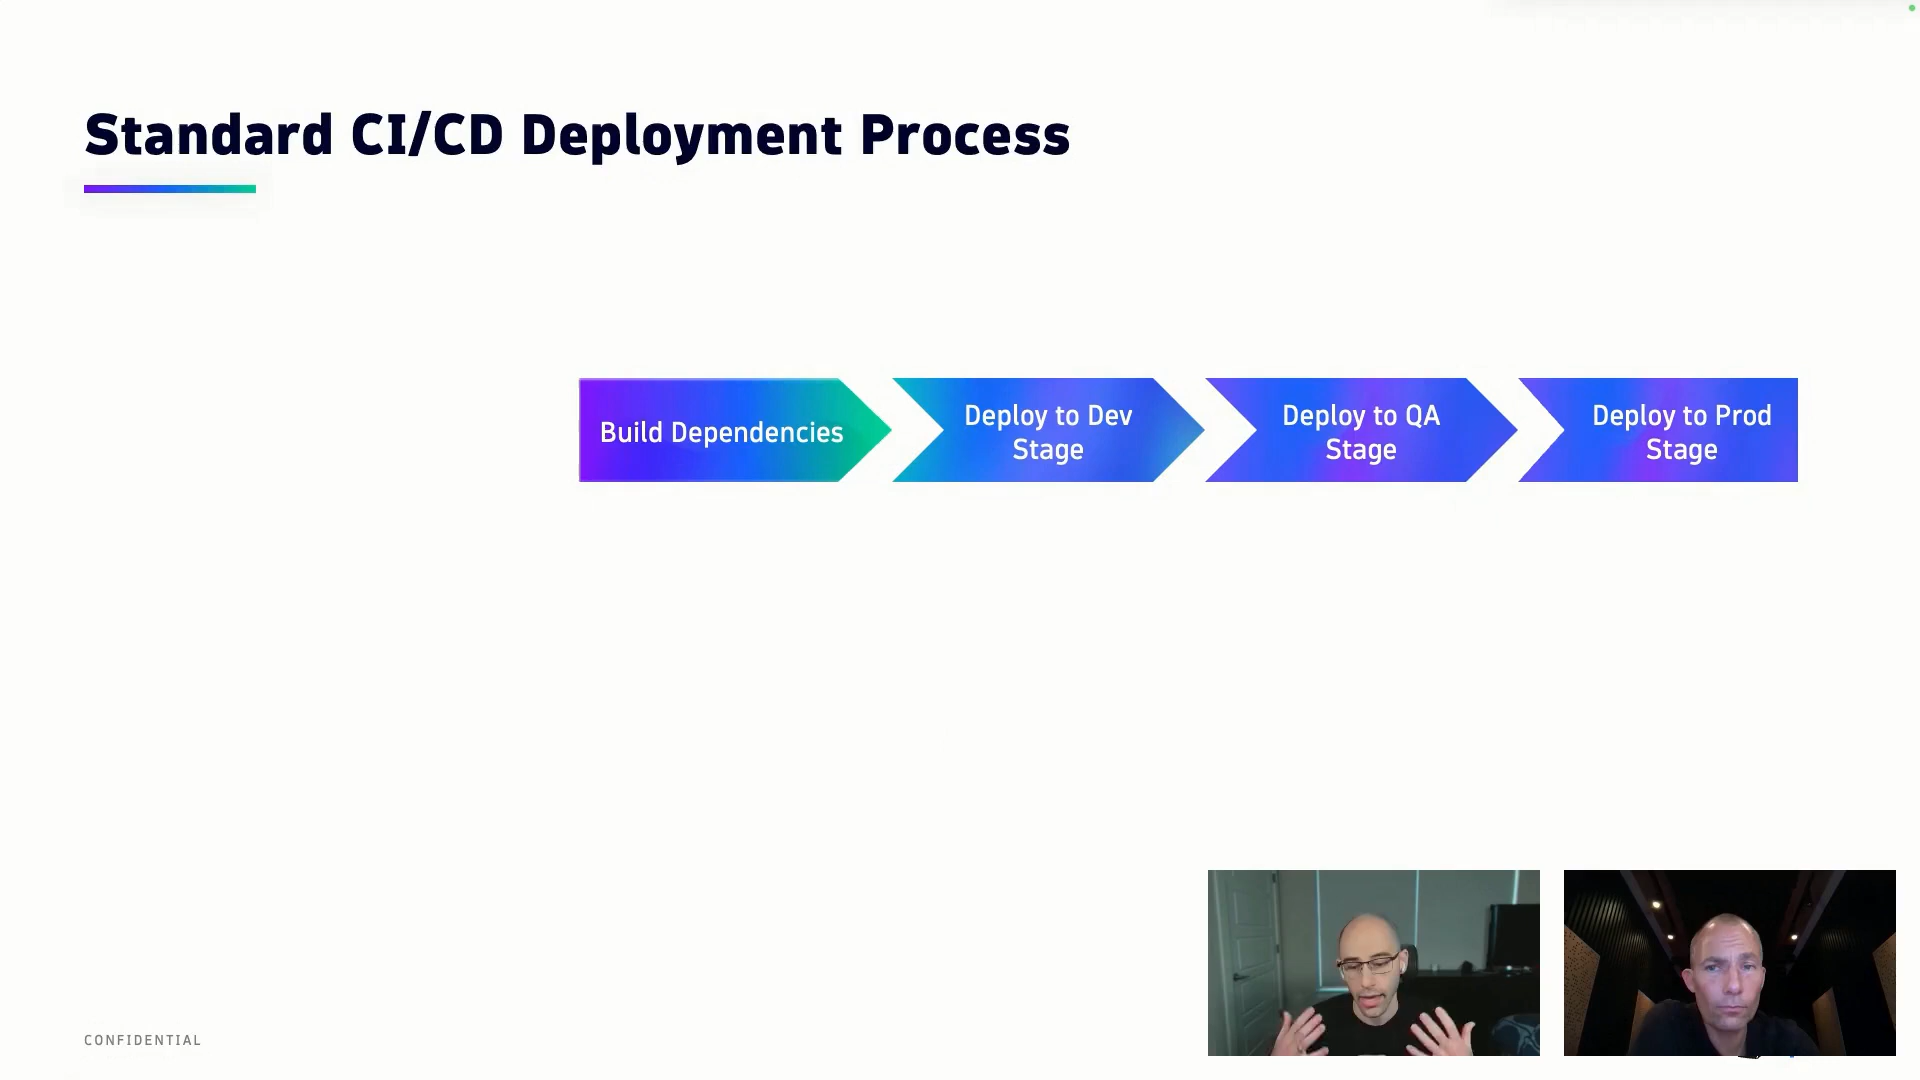 Standard CI/CD Deployment Process
Build Dependencies
Deploy to Dev
Stage
Deploy to QA
Stage
Deploy to Prod
Stage
CONFIDENTIAL